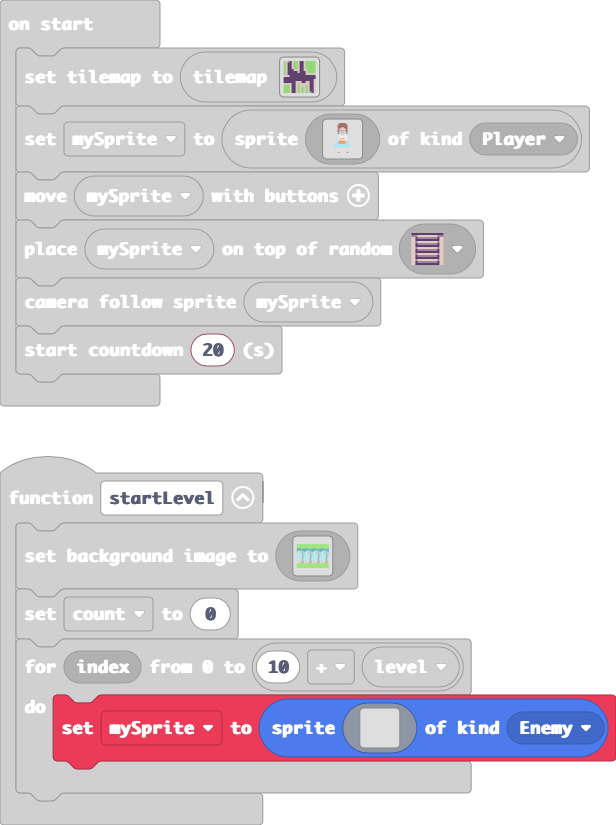 on start
set tilemap to tilemap
set mySprite to sprite of kind Player
move mySprite with buttons
place mySprite on top of random
camera follow sprite mySprite
start countdown 20 (s)
function startLevel
set background image to
set count to 0
for index from 0 to 10 + level
do
set mySprite to sprite of kind Enemy